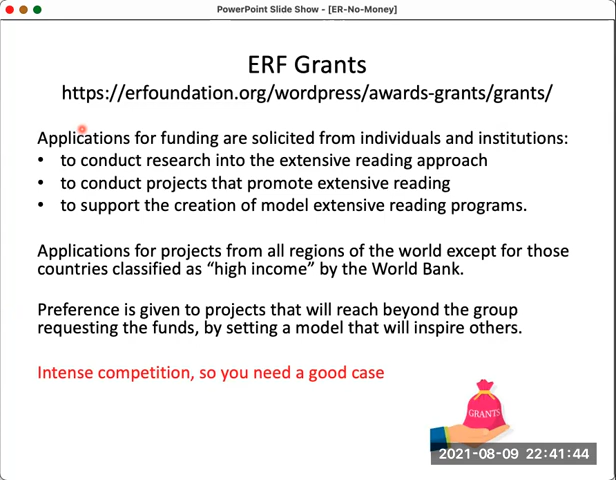 PowerPoint Slide Show - [ER-No-Money]
ERF Grants
https://erfoundation.org/wordpress/awards-grants/grants/
Applications for funding are solicited from individuals and institutions:
• to conduct research into the extensive reading approach
• to conduct projects that promote extensive reading
• to support the creation of model extensive reading programs.
Applications for projects from all regions of the world except for those
countries classified as “high income” by the World Bank.
Preference is given to projects that will reach beyond the group
requesting the funds, by setting a model that will inspire others.
Intense competition, so you need a good case
GRANTS
2021-08-09 22:41:44